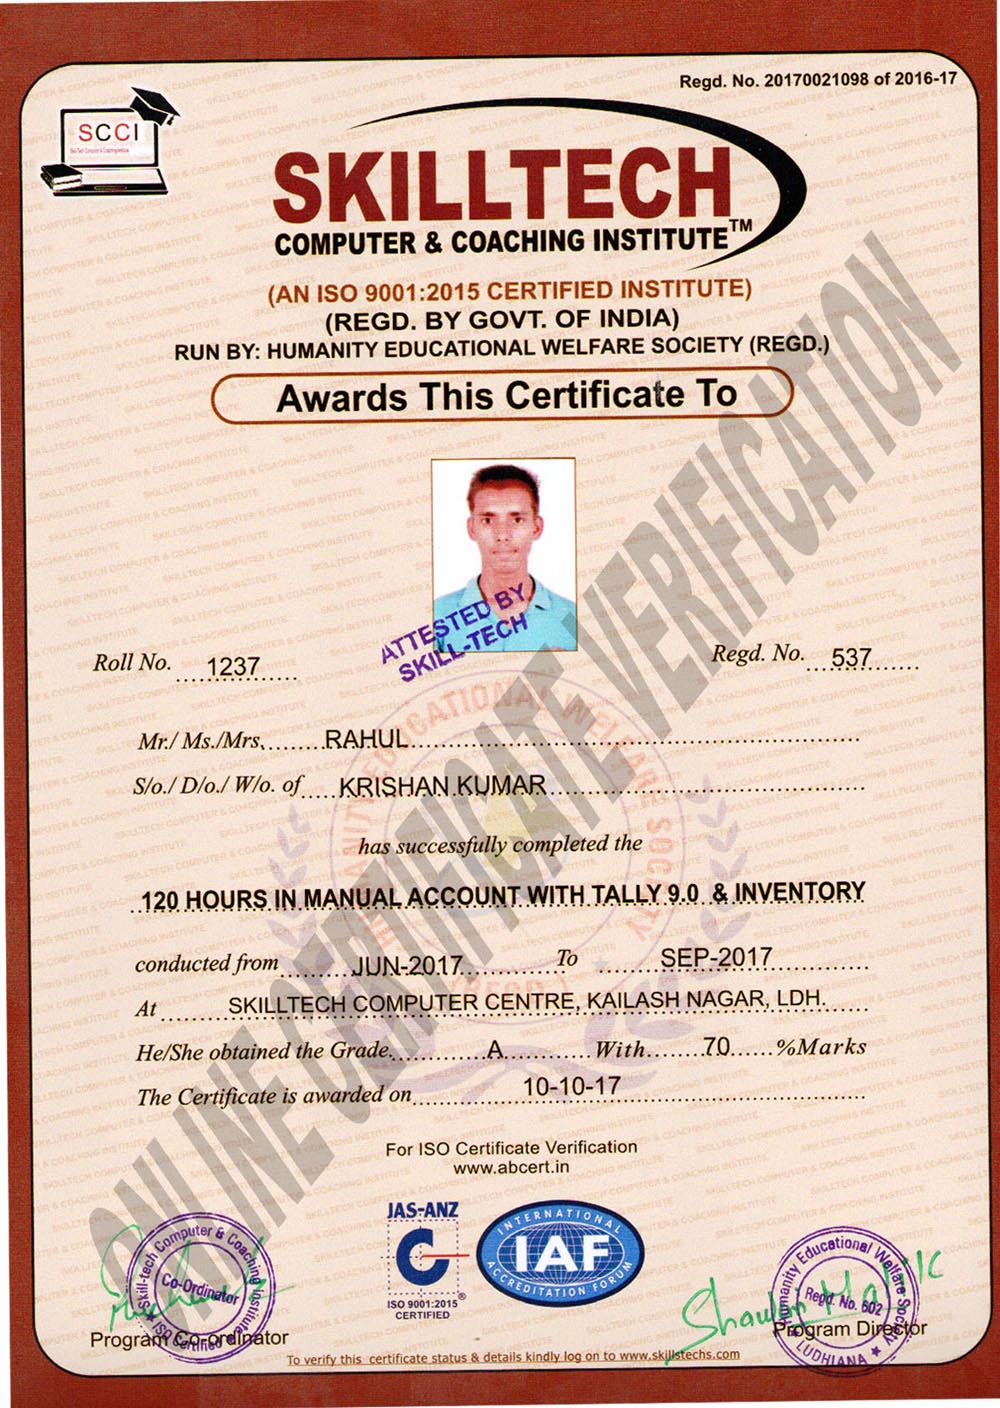 Regd. No. 20170021098 of 2016-17
SCCI
SKILLTECH
COMPUTER & COACHING INSTITUTE™
(AN ISO 9001:2015 CERTIFIED INSTITUTE)
(REGD. BY GOVT. OF INDIA)
RUN BY: HUMANITY EDUCATIONAL WELFARE SOCIETY (REGD.)
Awards This Certificate To
ATTESTED BY
SKILL-TECH
Roll No. 1237
Regd. No. 537
Mr./ Ms./Mrs. RAHUL
S/o./ D/o./ W/o. of KRISHAN KUMAR
has successfully completed the
120 HOURS IN MANUAL ACCOUNT WITH TALLY 9.0 & INVENTORY
conducted from JUN-2017 To SEP-2017
At SKILLTECH COMPUTER CENTRE, KAILASH NAGAR, LDH.
He/She obtained the Grade A With 70 %Marks
The Certificate is awarded on 10-10-17
ONLINE CERTIFICATE VERIFICATION
HUMANITY EDUCATIONAL WELFARE SOCIETY
(REGD.)
For ISO Certificate Verification
www.abcert.in
JAS-ANZ
ISO 9001:2015
CERTIFIED
®
INTERNATIONAL
IAF
ACCREDITATION FORUM
Skill-tech Computer & Coaching Institute
Co-Ordinator
ISO Certified
Program Co-ordinator
Humanity Educational Welfare Society
Regd. No. 602
LUDHIANA
Program Director
To verify this certificate status & details kindly log on to www.skillstechs.com